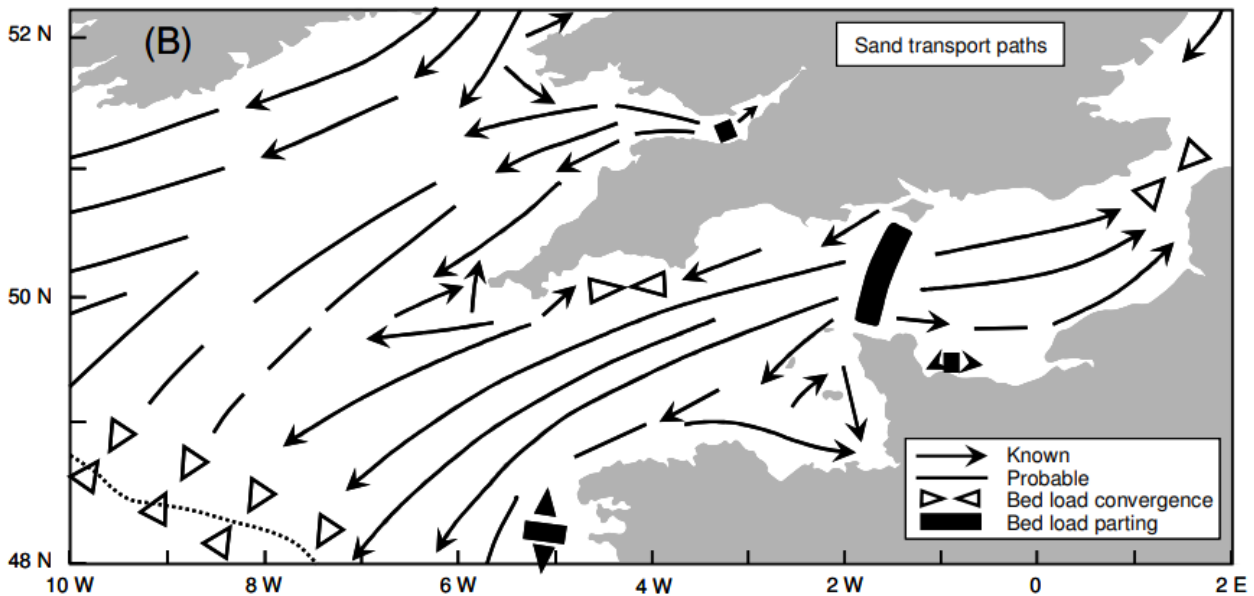 52 N
(B)
Sand transport paths
50 N
Known
Probable
Bed load convergence
Bed load parting
48 N
10 W
8 W
6 W
4 W
2 W
0
2 E